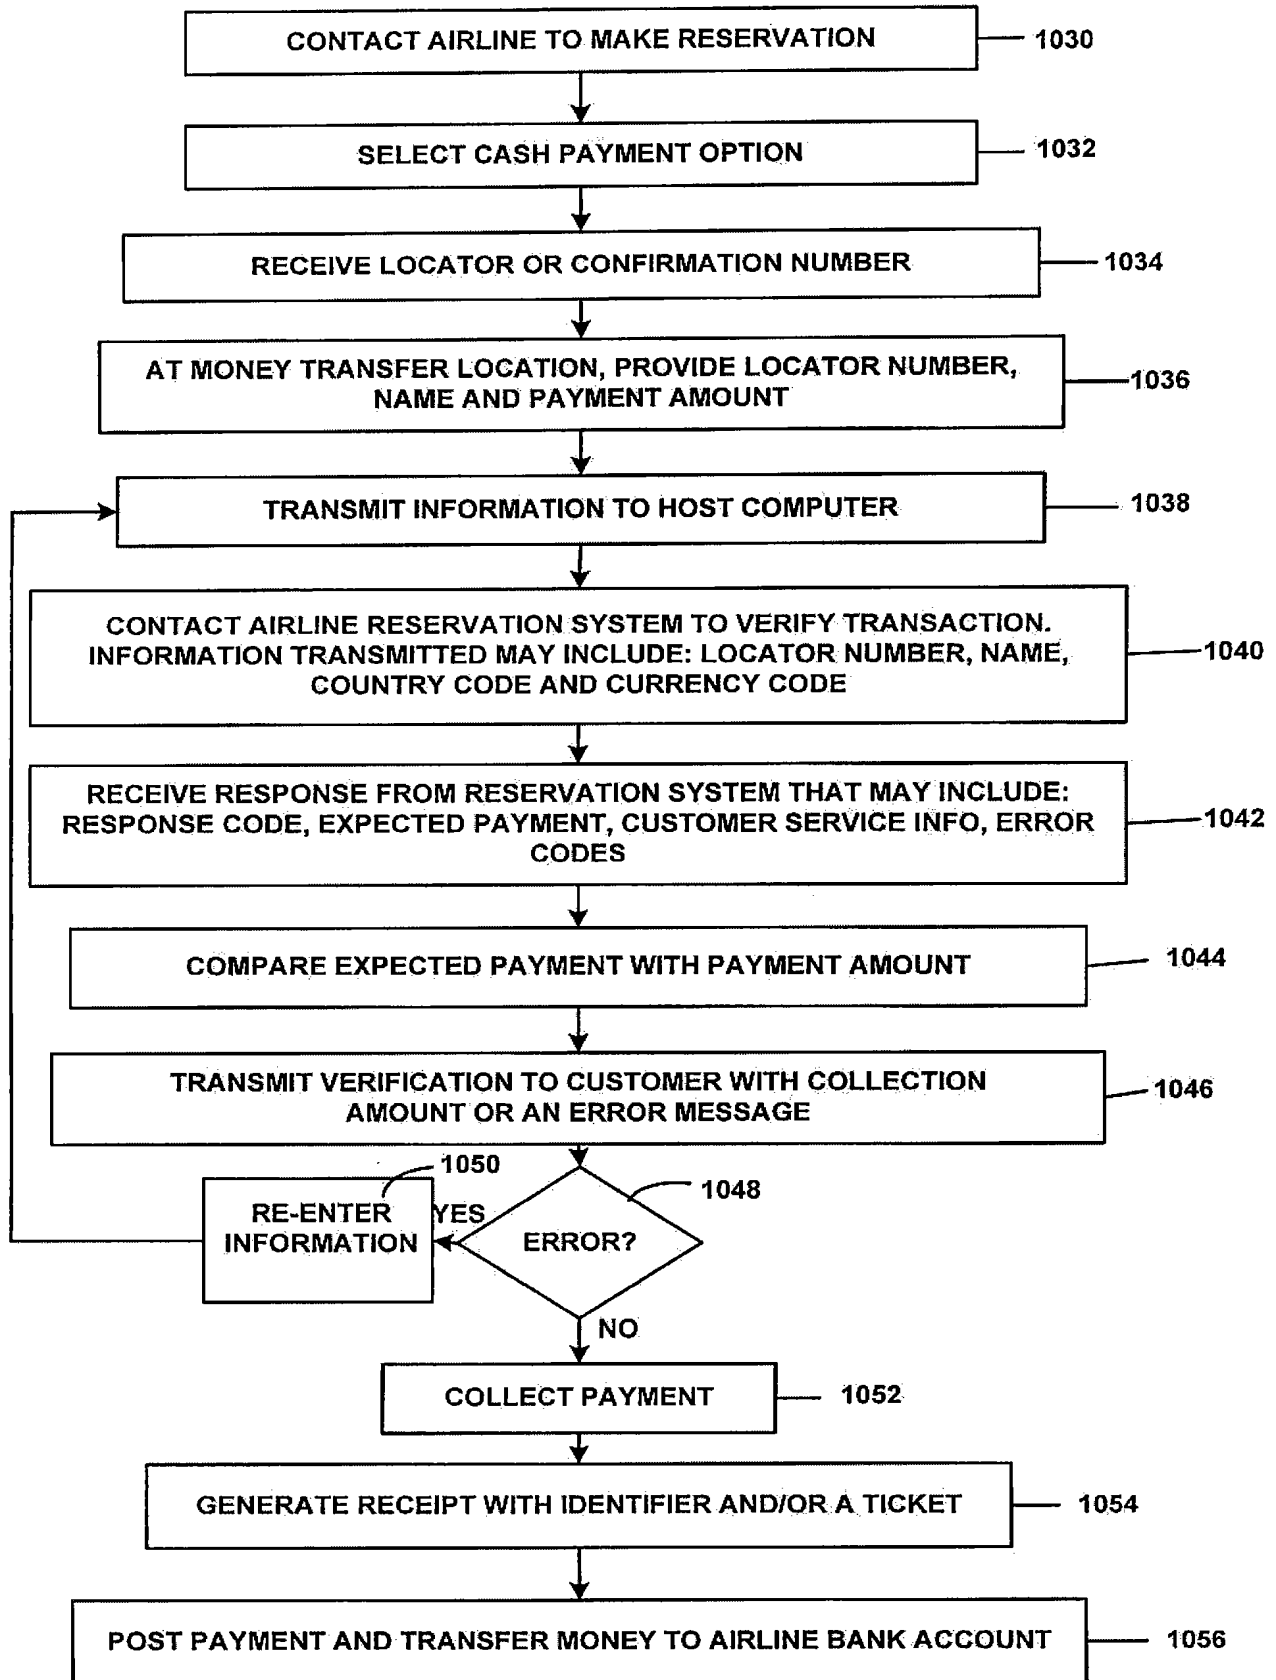 CONTACT AIRLINE TO MAKE RESERVATION
1030
SELECT CASH PAYMENT OPTION
1032
RECEIVE LOCATOR OR CONFIRMATION NUMBER
1034
AT MONEY TRANSFER LOCATION, PROVIDE LOCATOR NUMBER,
NAME AND PAYMENT AMOUNT
1036
TRANSMIT INFORMATION TO HOST COMPUTER
1038
CONTACT AIRLINE RESERVATION SYSTEM TO VERIFY TRANSACTION.
INFORMATION TRANSMITTED MAY INCLUDE: LOCATOR NUMBER, NAME,
COUNTRY CODE AND CURRENCY CODE
1040
RECEIVE RESPONSE FROM RESERVATION SYSTEM THAT MAY INCLUDE:
RESPONSE CODE, EXPECTED PAYMENT, CUSTOMER SERVICE INFO, ERROR
CODES
1042
COMPARE EXPECTED PAYMENT WITH PAYMENT AMOUNT
1044
TRANSMIT VERIFICATION TO CUSTOMER WITH COLLECTION
AMOUNT OR AN ERROR MESSAGE
1046
1050
RE-ENTER
INFORMATION
YES
1048
ERROR?
NO
COLLECT PAYMENT
1052
GENERATE RECEIPT WITH IDENTIFIER AND/OR A TICKET
1054
POST PAYMENT AND TRANSFER MONEY TO AIRLINE BANK ACCOUNT
1056